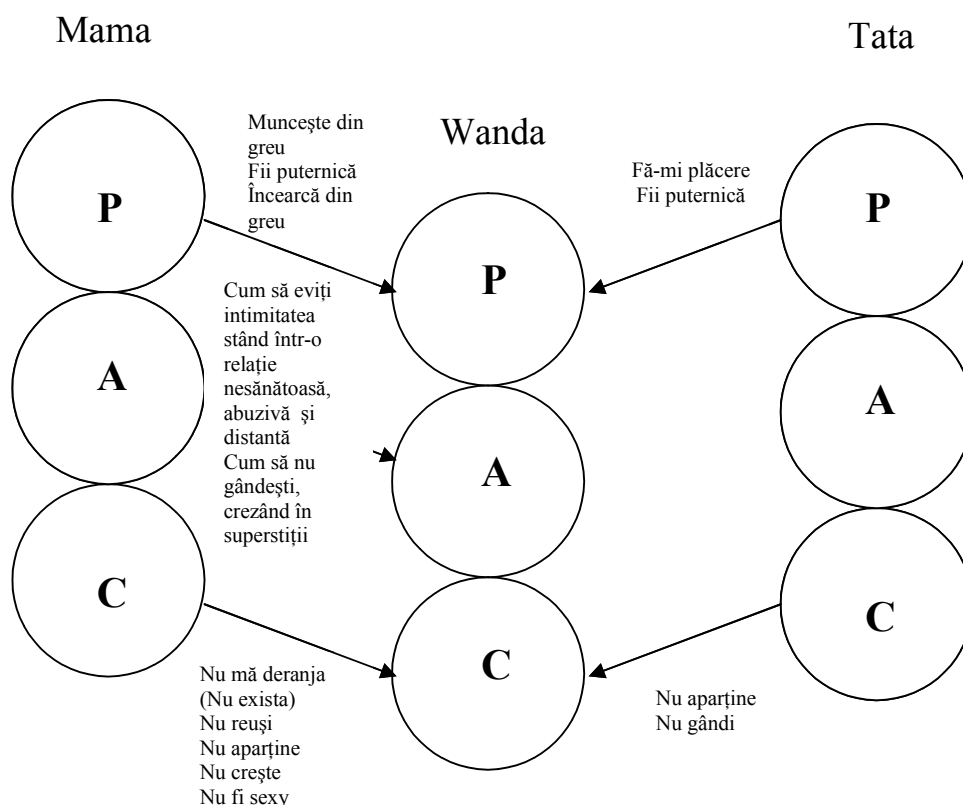 Mama
Tata
Wanda
Muncește din
greu
Fii puternică
Încearcă din
greu
Fă-mi plăcere
Fii puternică
P
P
P
Cum să eviți
intimitatea
stând într-o
relație
nesănătoasă,
abuzivă și
distantă
Cum să nu
gândești,
crezând în
superstiții
A
A
A
C
C
C
Nu mă deranja
(Nu exista)
Nu reuși
Nu aparține
Nu crește
Nu fi sexy
Nu aparține
Nu gândi